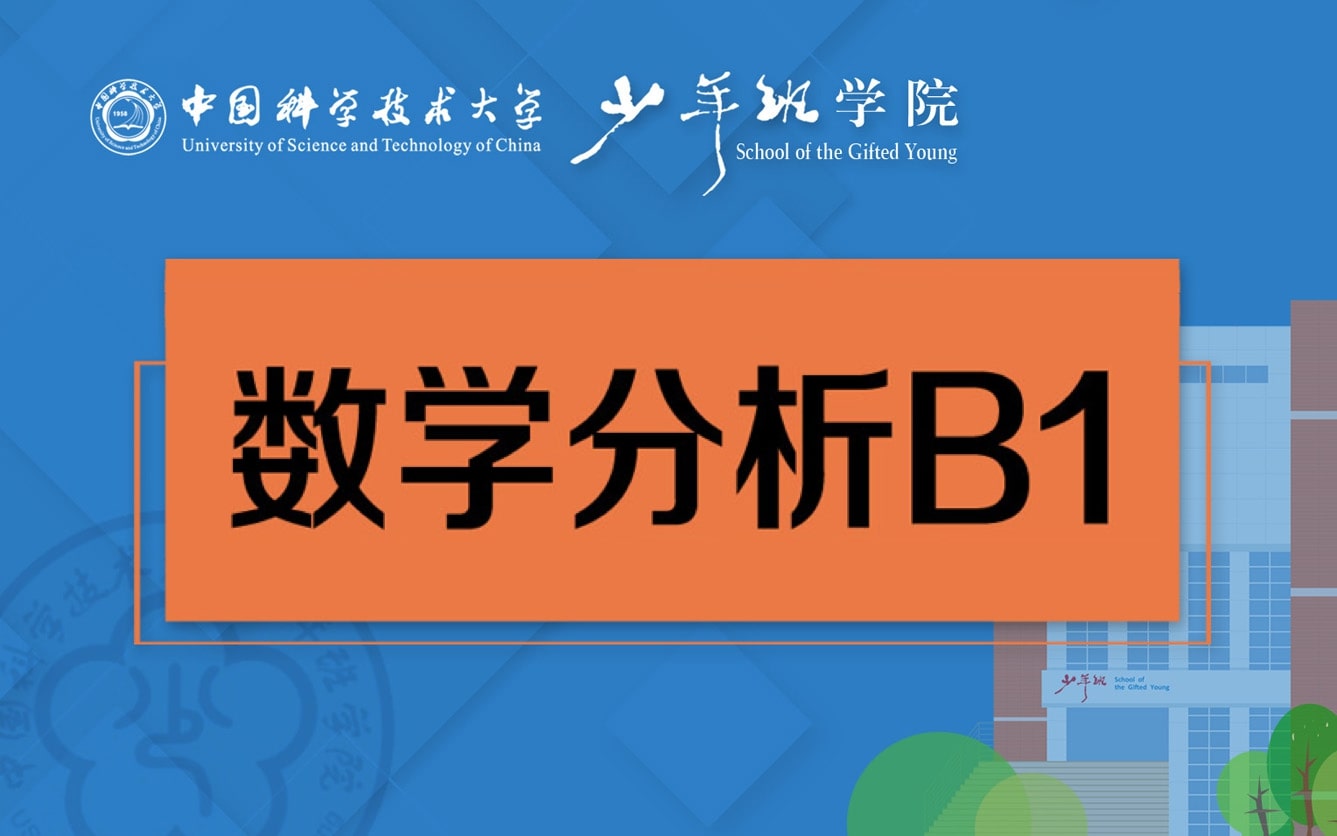 中国科学技术大学
University of Science and Technology of China
少年班学院
School of the Gifted Young
1958
数学分析B1
少年班
School of
the Gifted Young